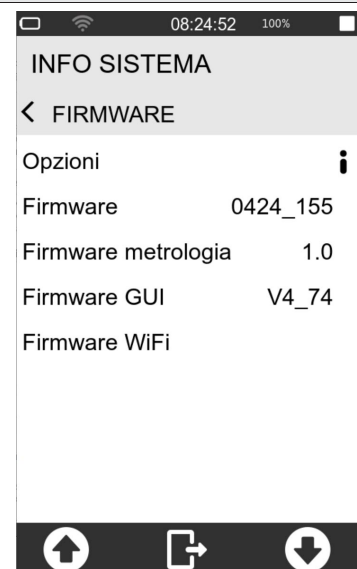 08:24:52 100%
INFO SISTEMA
FIRMWARE
Opzioni
Firmware 0424_155
Firmware metrologia 1.0
Firmware GUI V4_74
Firmware WiFi